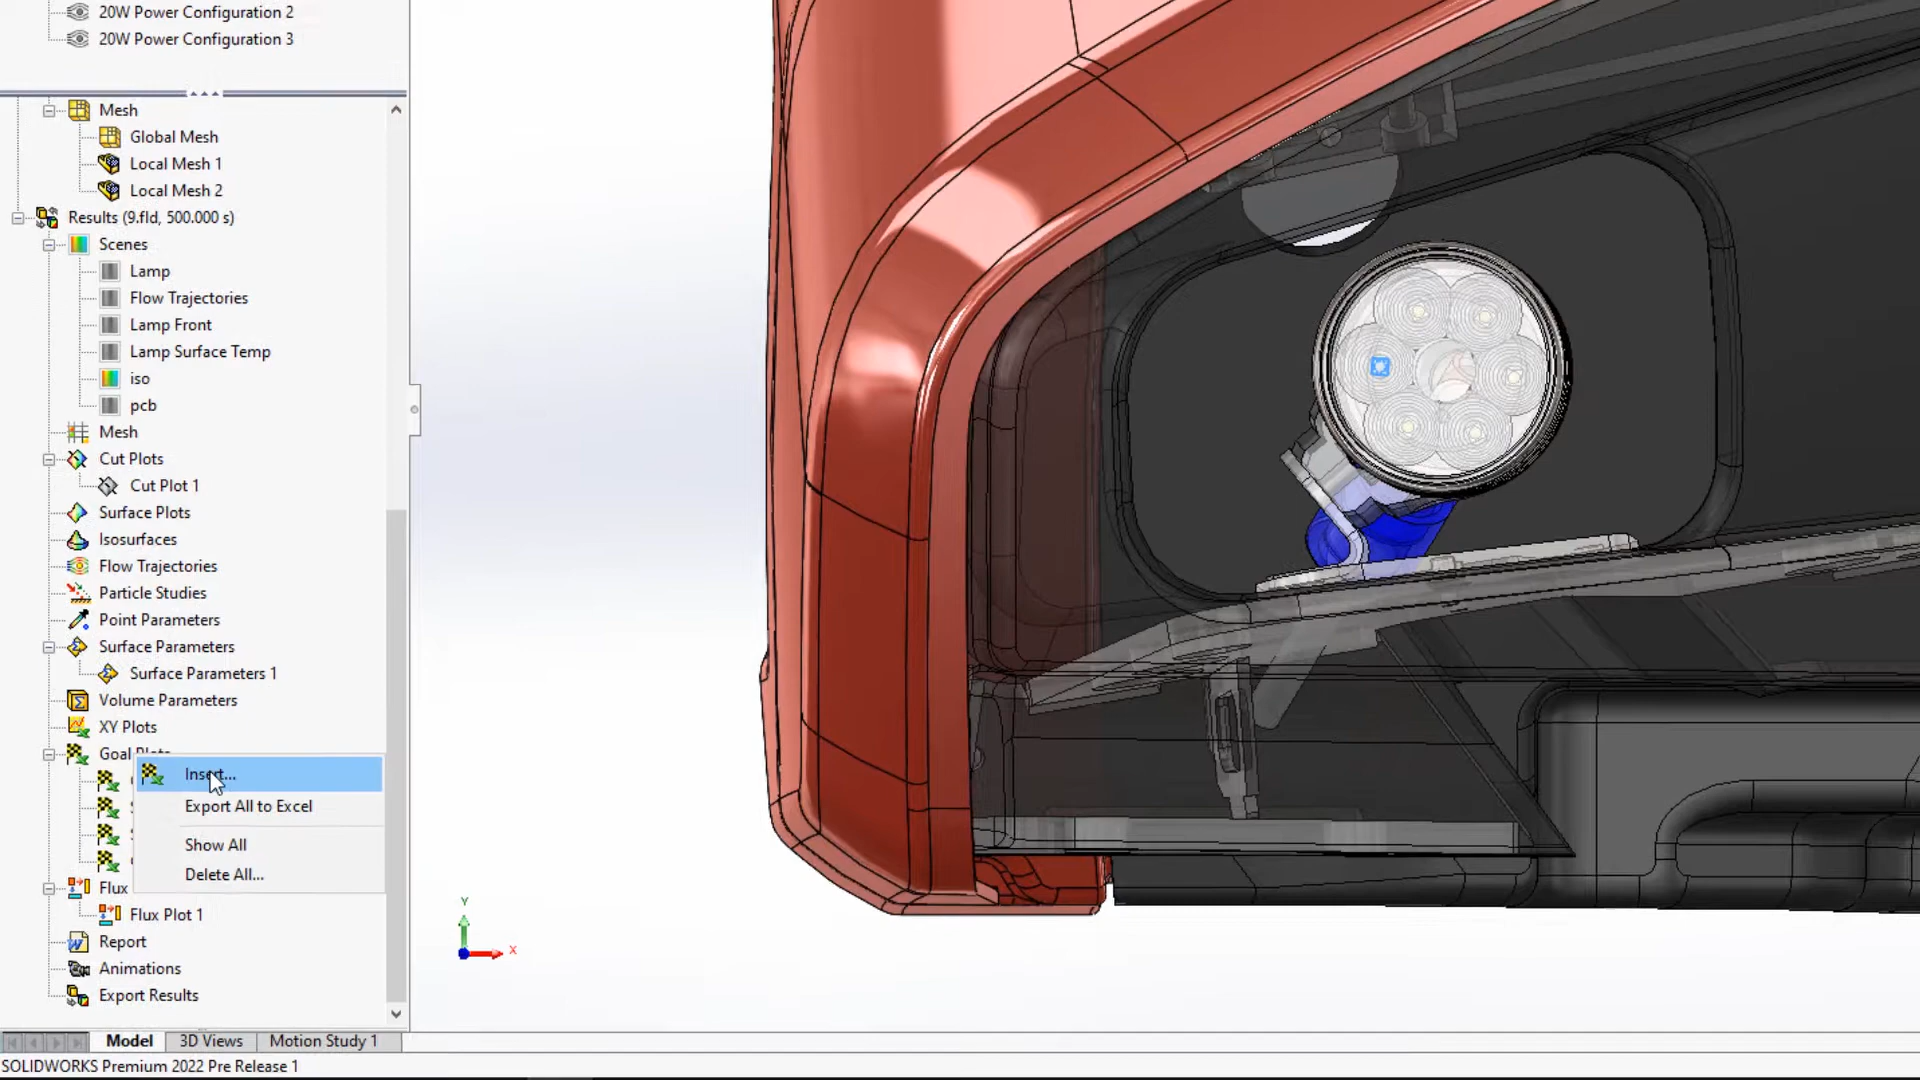 20W Power Configuration 2
20W Power Configuration 3
Mesh
Global Mesh
Local Mesh 1
Local Mesh 2
Results (9.fld, 500.000 s)
Scenes
Lamp
Flow Trajectories
Lamp Front
Lamp Surface Temp
iso
pcb
Mesh
Cut Plots
Cut Plot 1
Surface Plots
Isosurfaces
Flow Trajectories
Particle Studies
Point Parameters
Surface Parameters
Surface Parameters 1
Volume Parameters
XY Plots
Goal Plots
Insert...
Export All to Excel
Show All
Delete All...
Flux
Flux Plot 1
Report
Animations
Export Results
Y
X
Model
3D Views
Motion Study 1
SOLIDWORKS Premium 2022 Pre Release 1